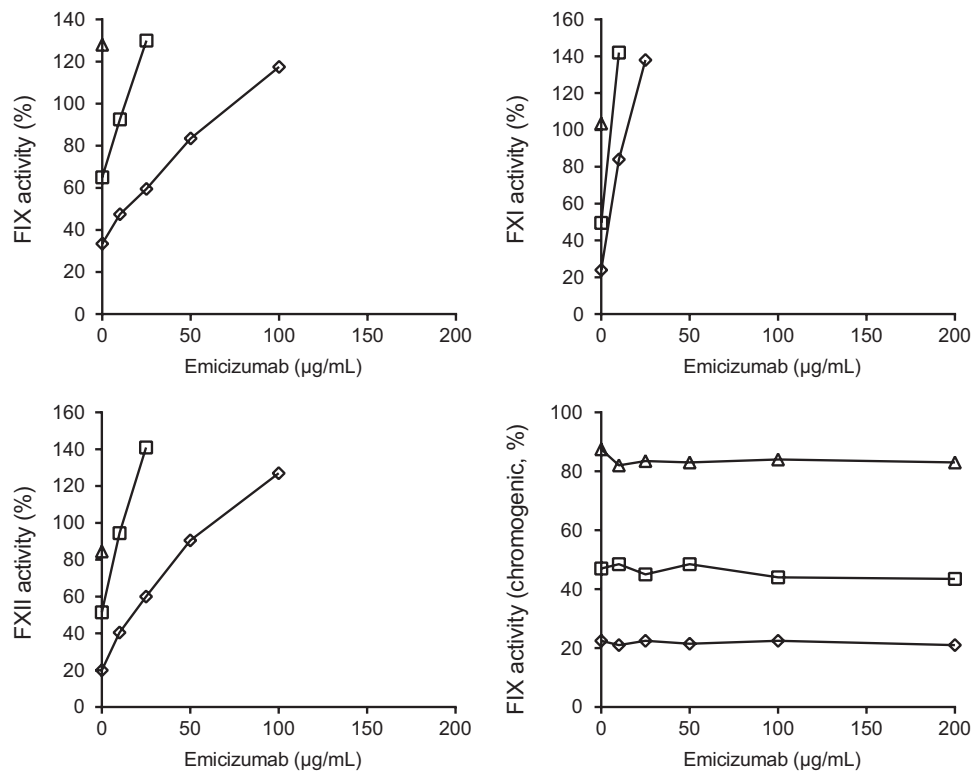 FIX activity (%)
140
120
100
80
60
40
20
0
0 50 100 150 200
Emicizumab (µg/mL)
FXI activity (%)
160
140
120
100
80
60
40
20
0
0 50 100 150 200
Emicizumab (µg/mL)
FXII activity (%)
160
140
120
100
80
60
40
20
0
0 50 100 150 200
Emicizumab (µg/mL)
FIX activity (chromogenic, %)
100
80
60
40
20
0
0 50 100 150 200
Emicizumab (µg/mL)